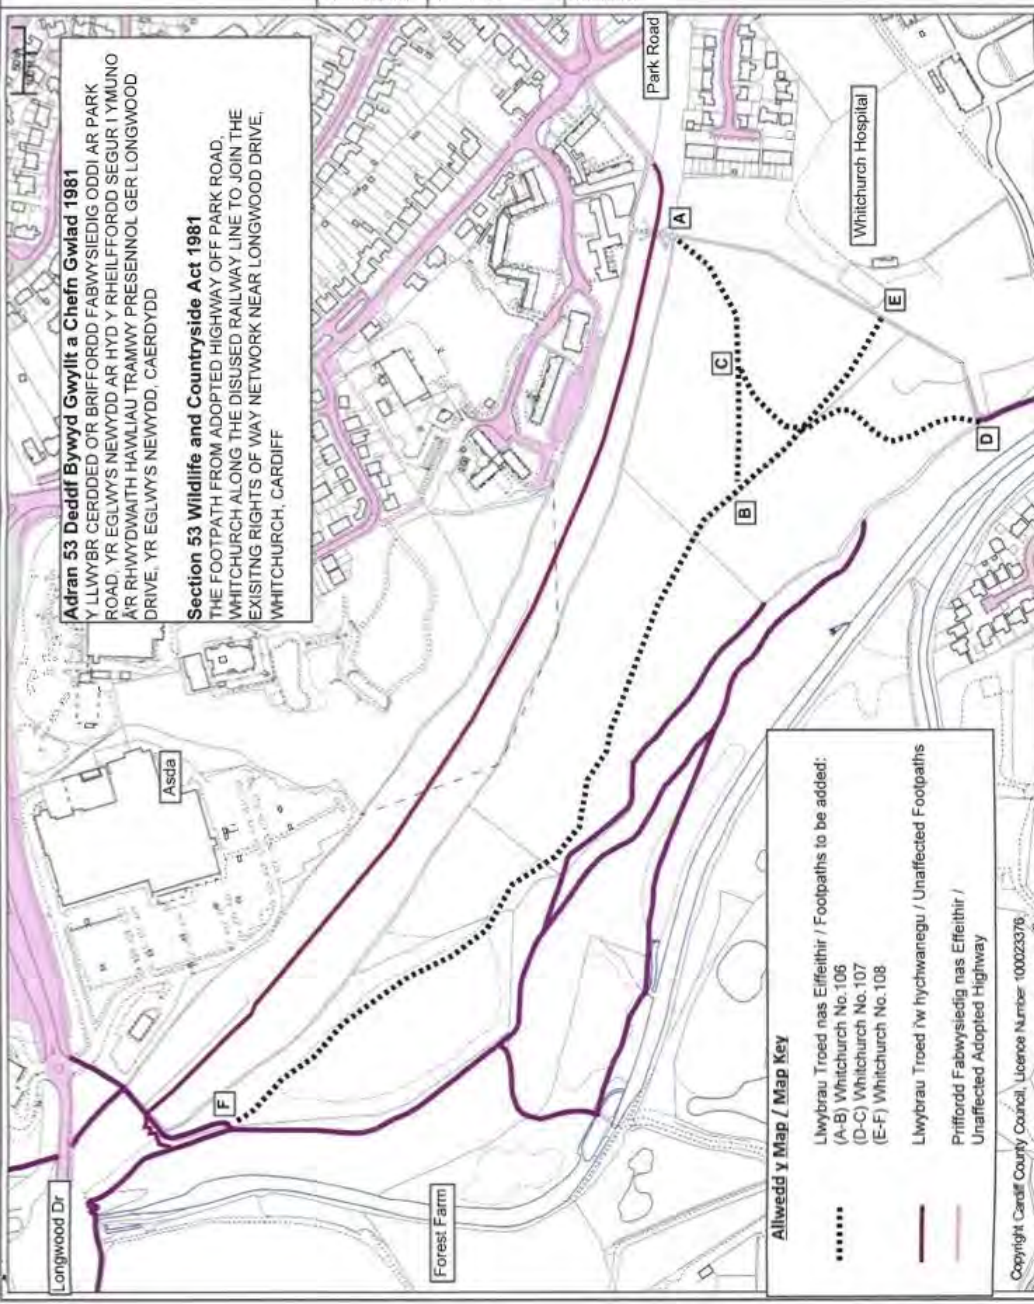 Adran 53 Deddf Bywyd Gwyllt a Chefn Gwlad 1981
Y LLWYBR CERDDED O'R BRIFFORDD FABWYSIEDIG ODDI AR PARK
ROAD, YR EGLWYS NEWYDD AR HYD Y RHEILFFORDD SEGUR I YMUNO
Â'R RHWYDWAITH HAWLIAU TRAMWY PRESENNOL GER LONGWOOD
DRIVE, YR EGLWYS NEWYDD, CAERDYDD
Section 53 Wildlife and Countryside Act 1981
THE FOOTPATH FROM ADOPTED HIGHWAY OFF PARK ROAD,
WHITCHURCH ALONG THE DISUSED RAILWAY LINE TO JOIN THE
EXISITNG RIGHTS OF WAY NETWORK NEAR LONGWOOD DRIVE,
WHITCHURCH, CARDIFF
Park Road
Asda
A
Whitchurch Hospital
C
E
B
D
F
Longwood Dr
Forest Farm
Allwedd y Map / Map Key
Llwybrau Troed nas Eiffeithir / Footpaths to be added:
(A-B) Whitchurch No.106
(D-C) Whitchurch No.107
(E-F) Whitchurch No.108
Llwybrau Troed i'w hychwanegu / Unaffected Footpaths
Priffordd Fabwysiedig nas Effeithir /
Unaffected Adopted Highway
Copyright Cardiff County Council, Licence Number 100023376